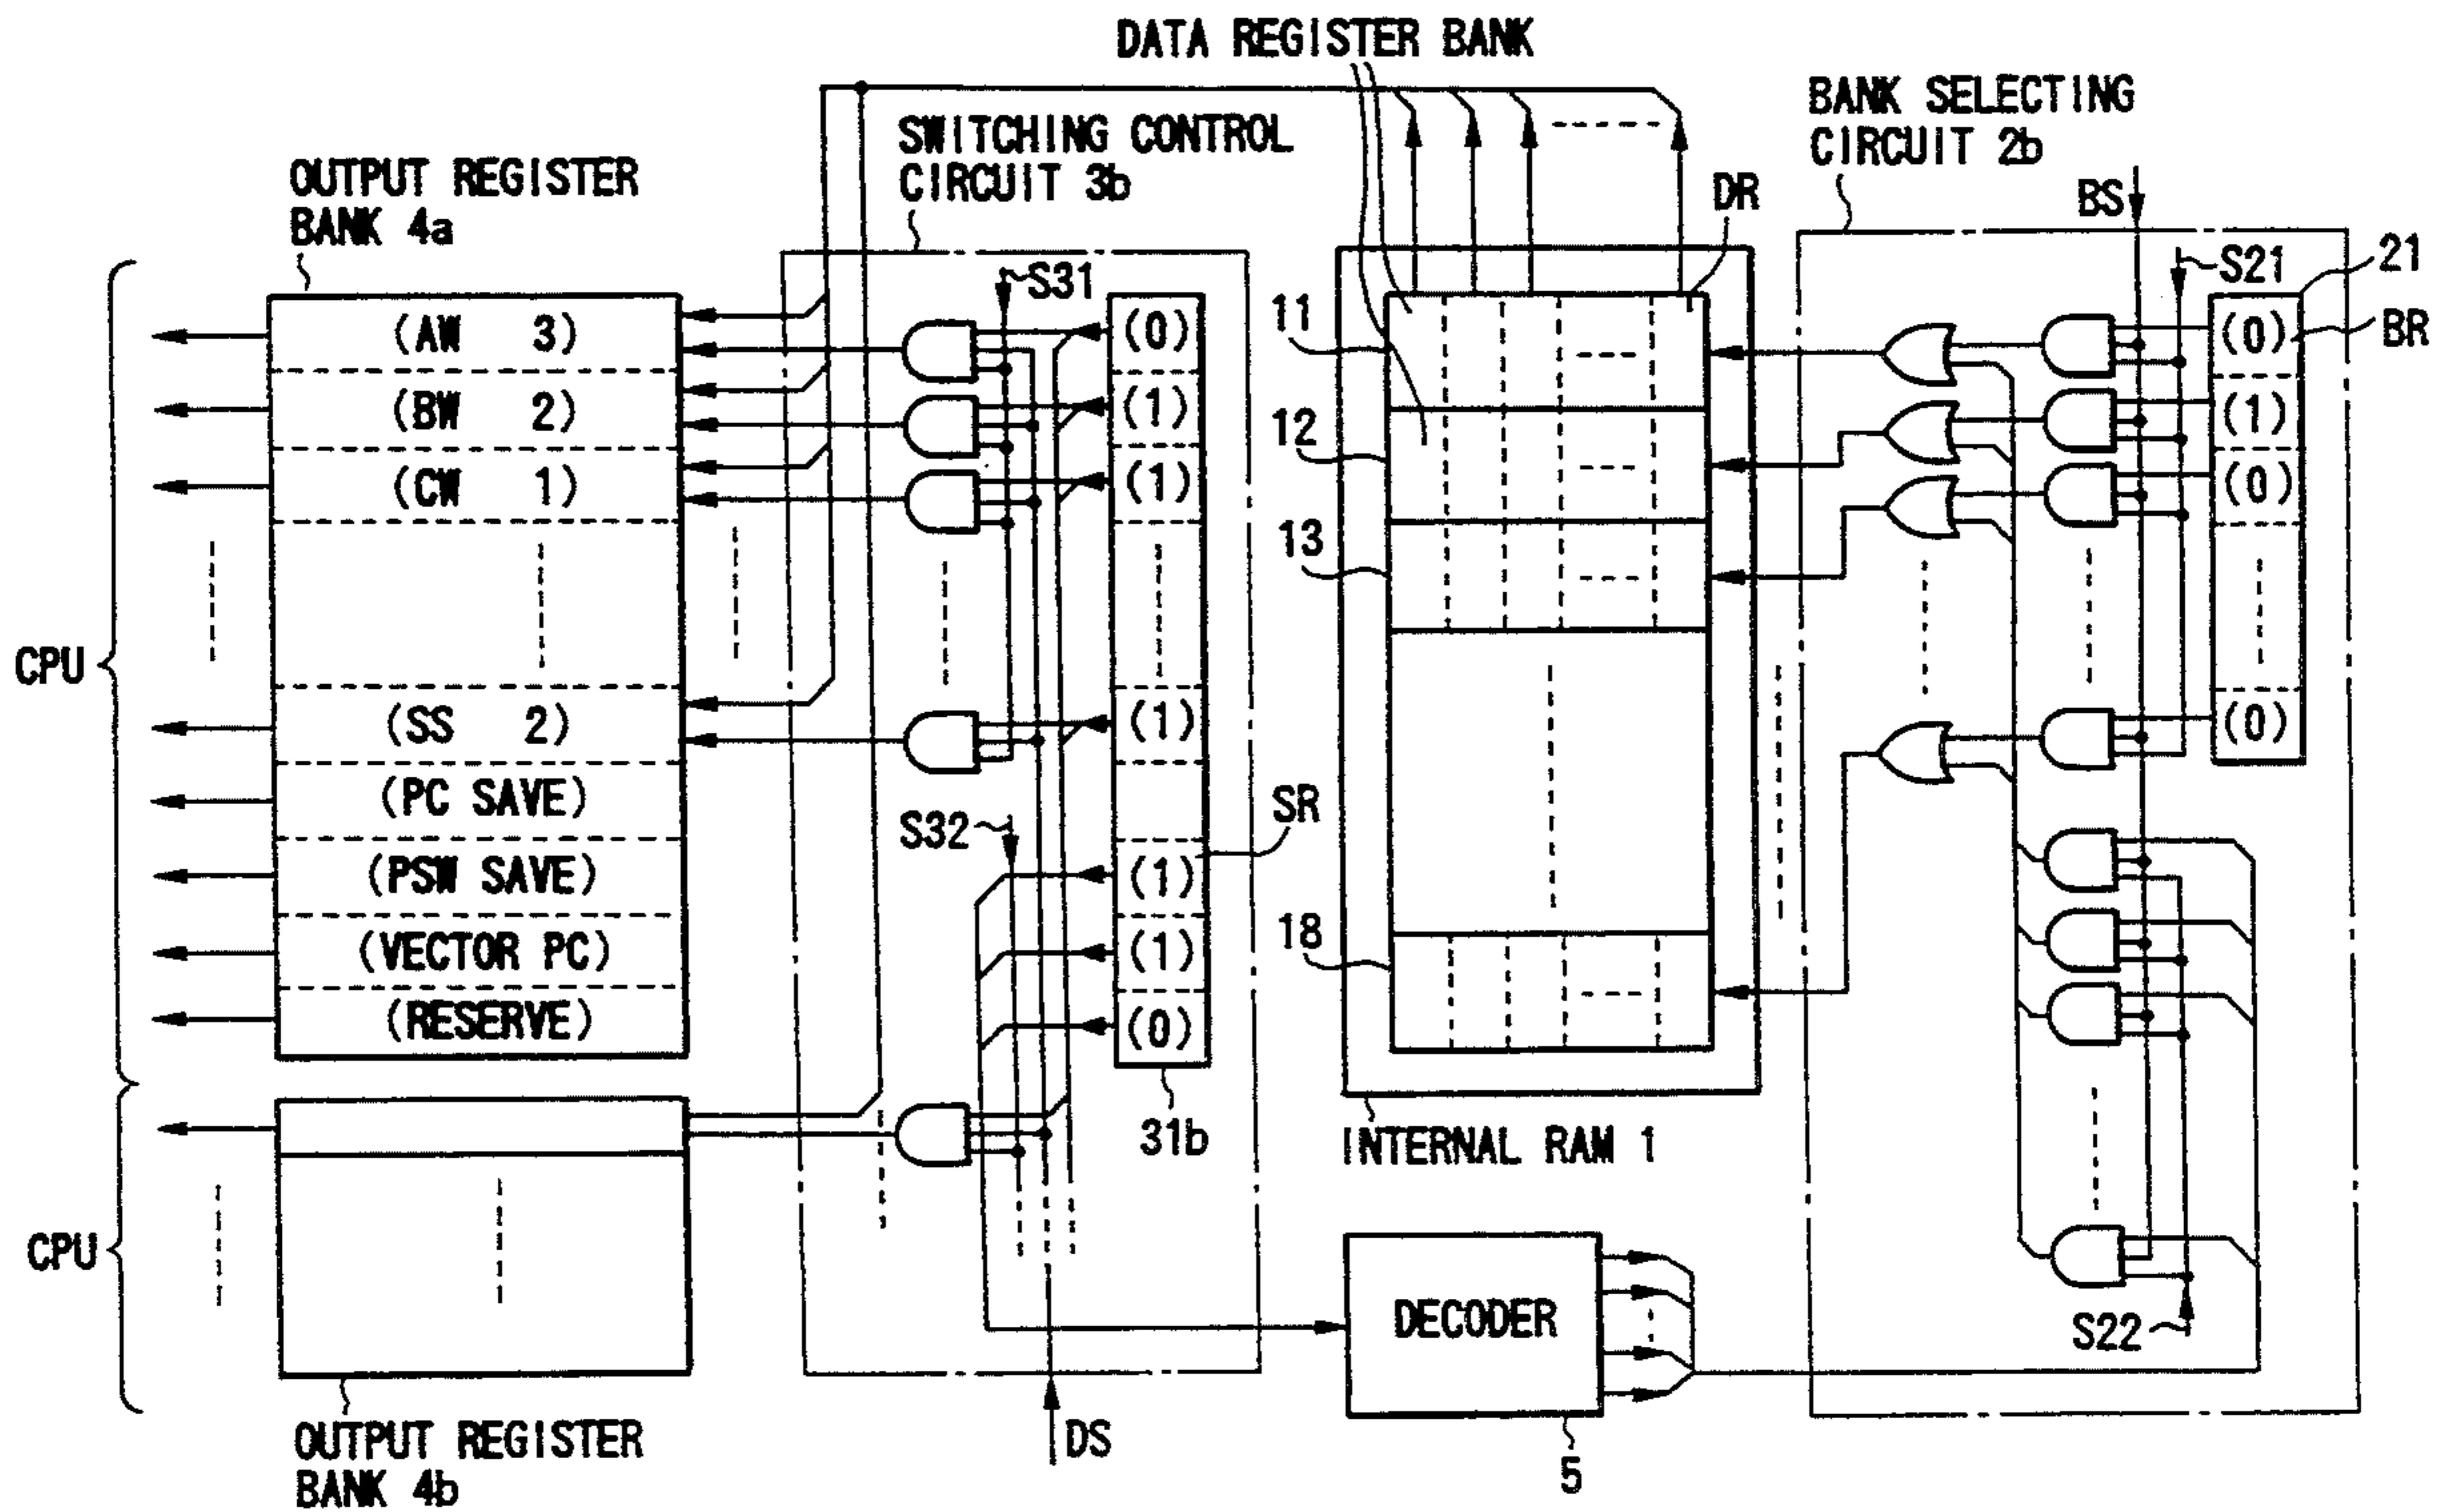 DATA REGISTER BANK
BANK SELECTING
CIRCUIT 2b
SWITCHING CONTROL
CIRCUIT 3b
OUTPUT REGISTER
BANK 4a
DR
BS
S21
21
BR
S31
11
12
13
18
(AW 3)
(BW 2)
(CW 1)
(SS 2)
(PC SAVE)
(PSW SAVE)
(VECTOR PC)
(RESERVE)
(0)
(1)
(1)
(1)
(1)
(1)
(0)
(0)
(1)
(0)
(0)
CPU
S32
SR
31b
INTERNAL RAM 1
CPU
DECODER
S22
DS
5
OUTPUT REGISTER
BANK 4b